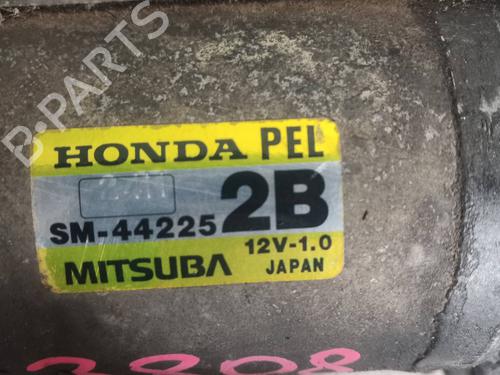 B-PARTS
HONDA PEL
SM-44225 2B
12V-1.0
MITSUBA JAPAN